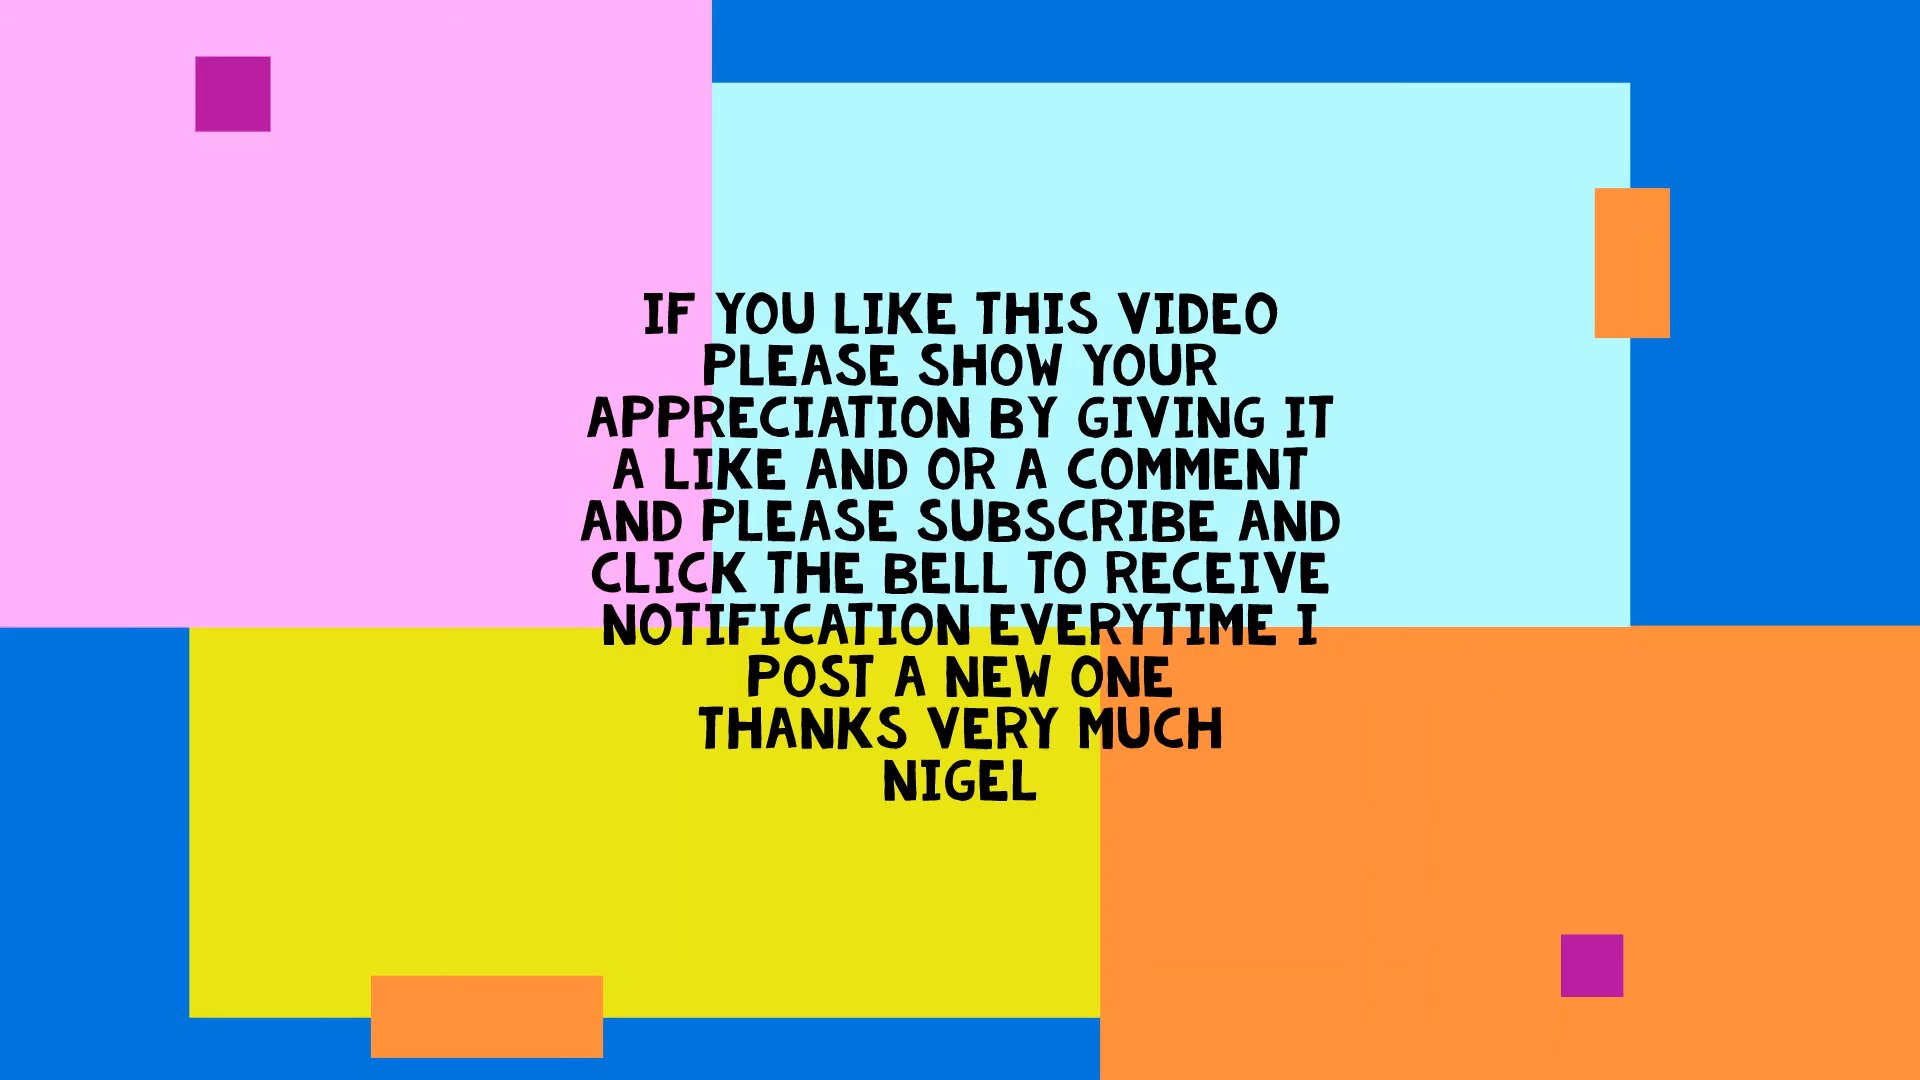 IF YOU LIKE THIS VIDEO
PLEASE SHOW YOUR
APPRECIATION BY GIVING IT
A LIKE AND OR A COMMENT
AND PLEASE SUBSCRIBE AND
CLICK THE BELL TO RECEIVE
NOTIFICATION EVERYTIME I
POST A NEW ONE
THANKS VERY MUCH
NIGEL